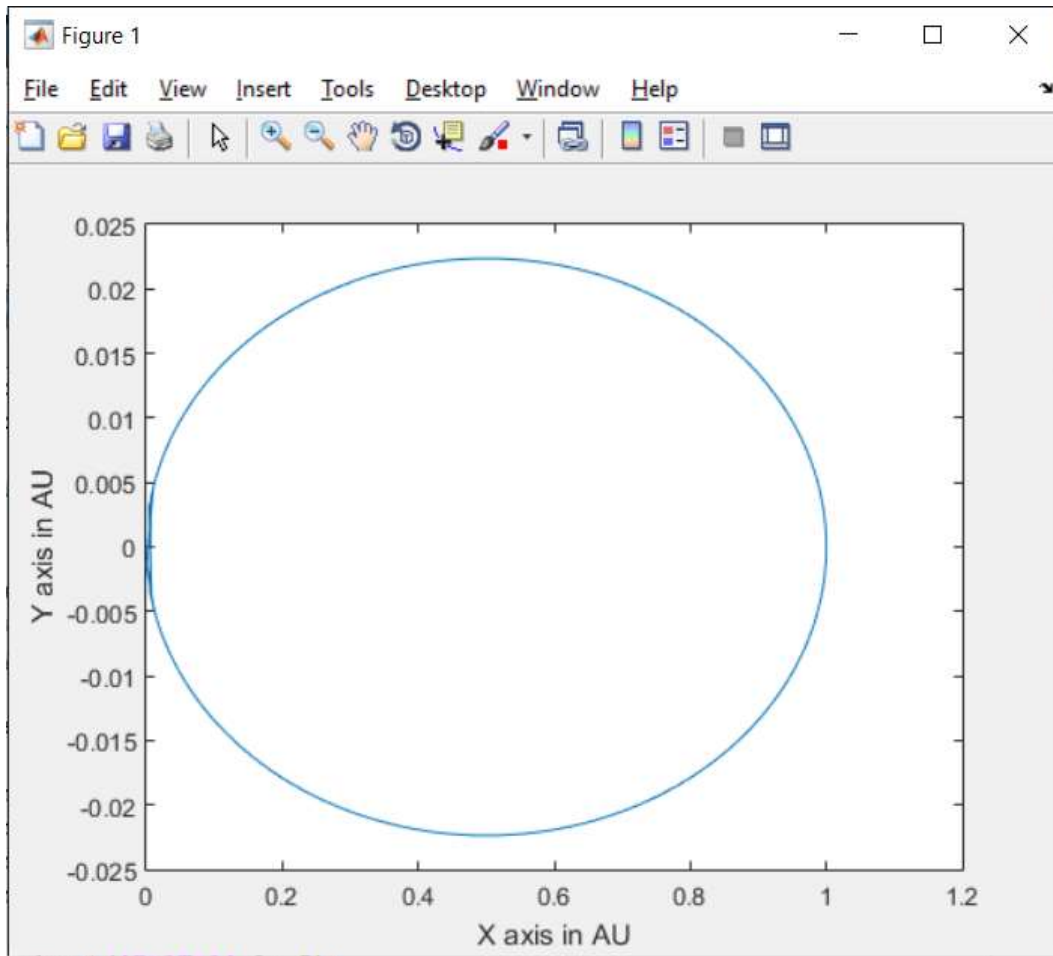 Figure 1
File Edit View Insert Tools Desktop Window Help
0.025
0.02
0.015
0.01
0.005
0
-0.005
-0.01
-0.015
-0.02
-0.025
Y axis in AU
0 0.2 0.4 0.6 0.8 1 1.2
X axis in AU